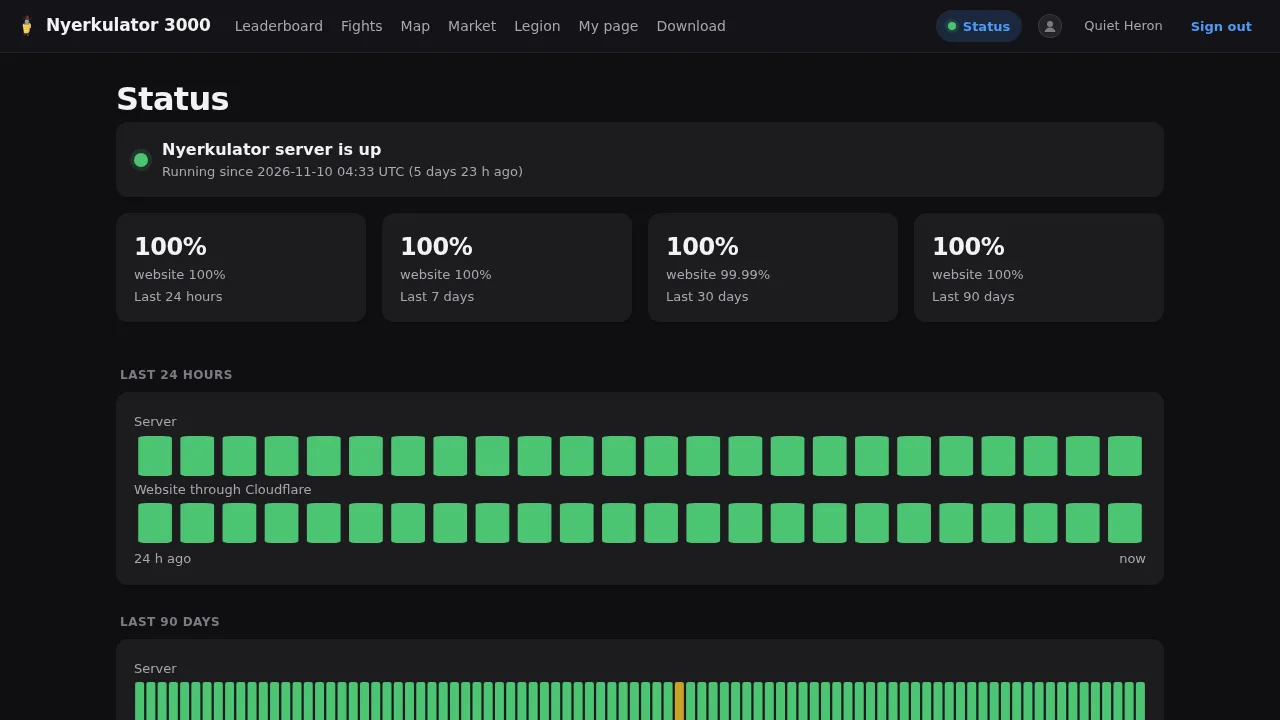 Nyerkulator 3000
Leaderboard Fights Map Market Legion My page Download
Status
Quiet Heron
Sign out
Status
Nyerkulator server is up
Running since 2026-11-10 04:33 UTC (5 days 23 h ago)
100%
website 100%
Last 24 hours
100%
website 100%
Last 7 days
100%
website 99.99%
Last 30 days
100%
website 100%
Last 90 days
LAST 24 HOURS
Server
Website through Cloudflare
24 h ago
now
LAST 90 DAYS
Server